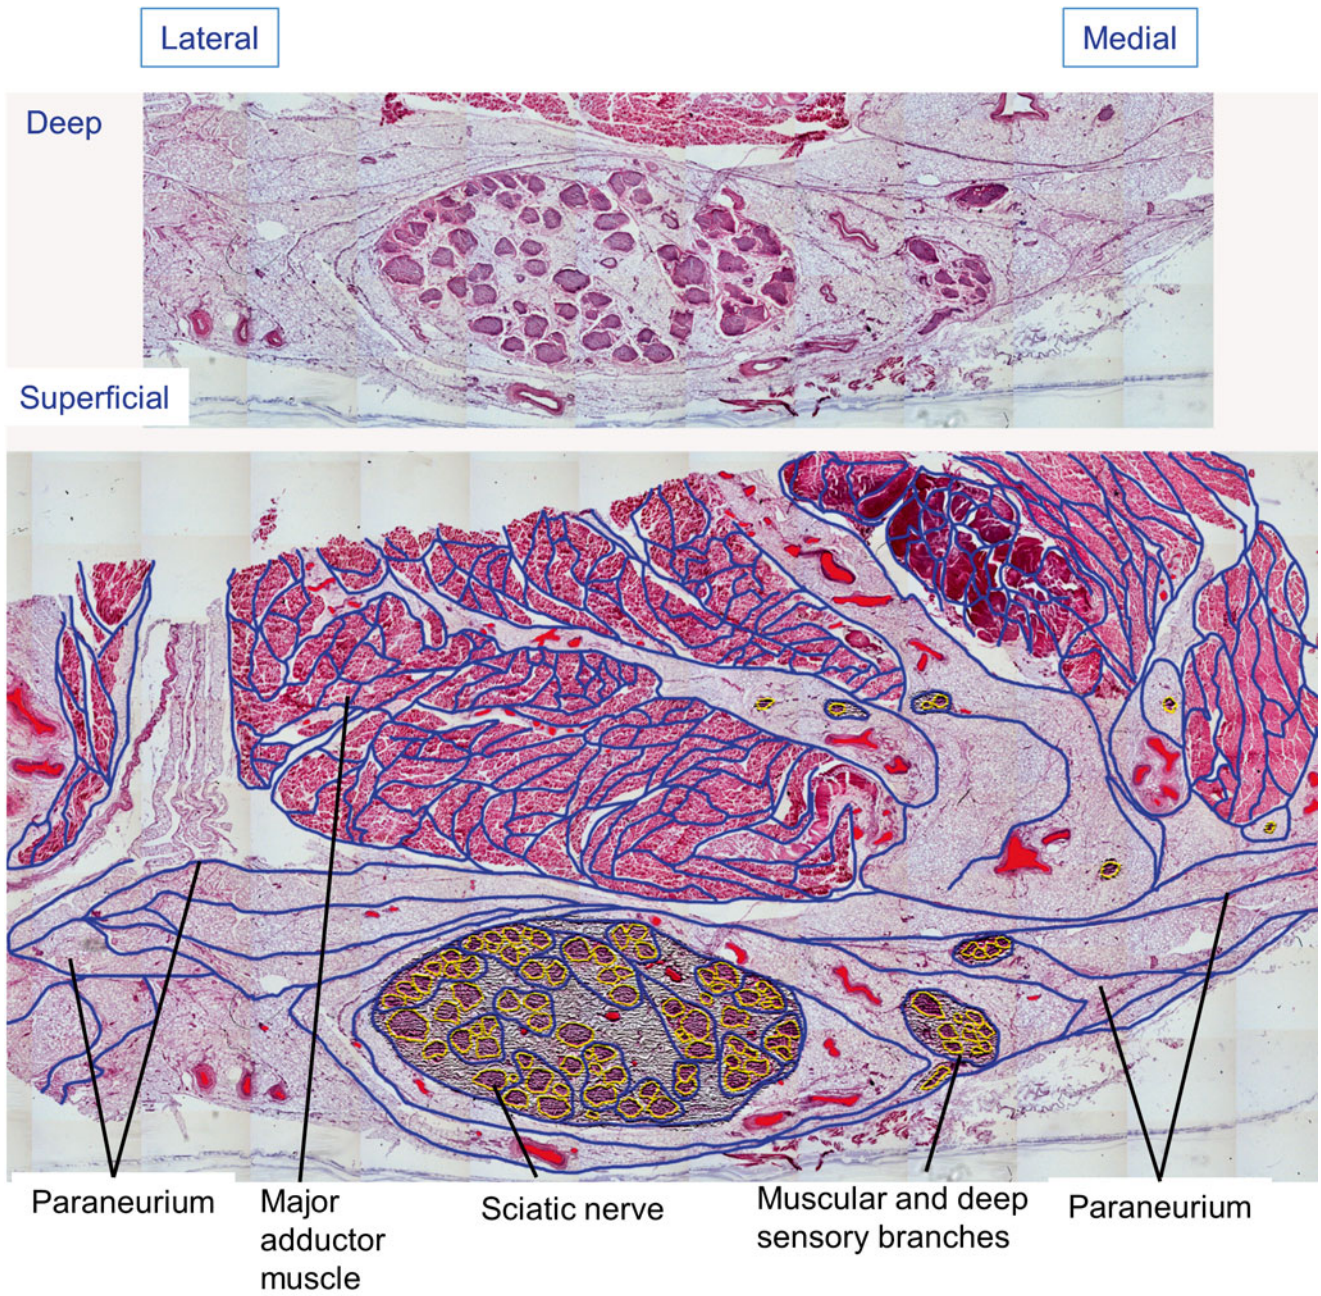 Lateral
Medial
Deep
Superficial
Paraneurium
Major
adductor
muscle
Sciatic nerve
Muscular and deep
sensory branches
Paraneurium